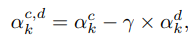 α_k^{c,d} = α_k^c − γ × α_k^d,